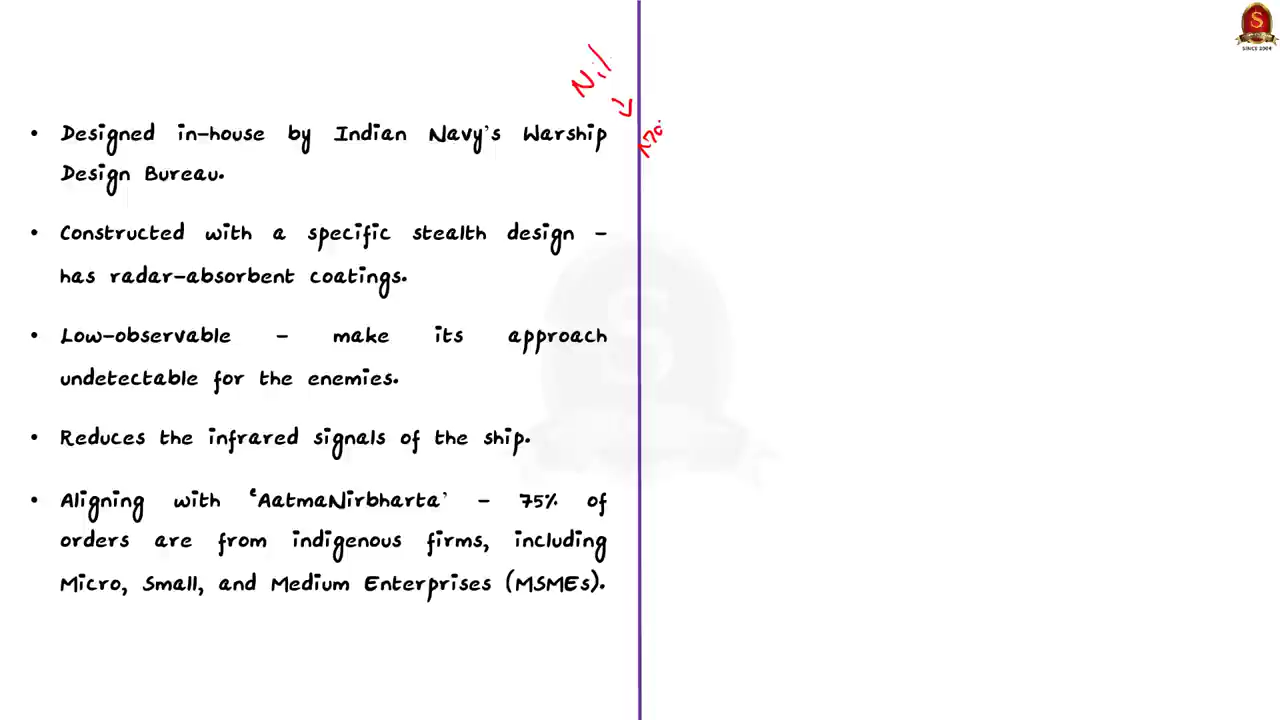 • Designed in-house by Indian Navy's Warship
Design Bureau.
• Constructed with a specific stealth design -
has radar-absorbent coatings.
• Low-observable - make its approach
undetectable for the enemies.
• Reduces the infrared signals of the ship.
• Aligning with ‘AatmaNirbharta’ - 75% of
orders are from indigenous firms, including
Micro, Small, and Medium Enterprises (MSMEs).
S
SINCE 2004
S